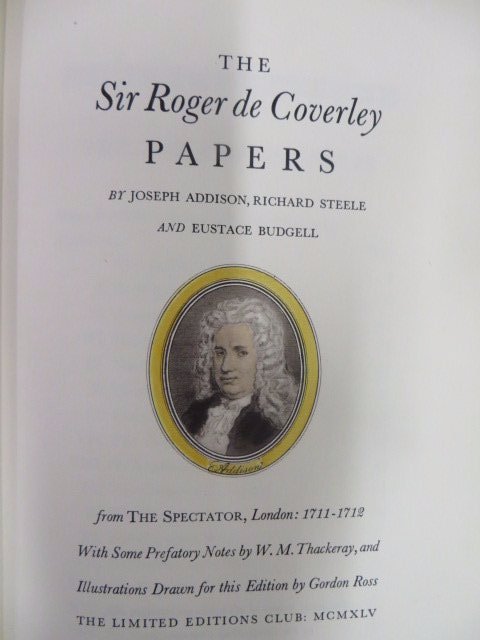 THE
Sir Roger de Coverley
PAPERS
BY JOSEPH ADDISON, RICHARD STEELE
AND EUSTACE BUDGELL
Addison
from THE SPECTATOR, London: 1711-1712
With Some Prefatory Notes by W. M. Thackeray, and
Illustrations Drawn for this Edition by Gordon Ross
THE LIMITED EDITIONS CLUB: MCMXLV